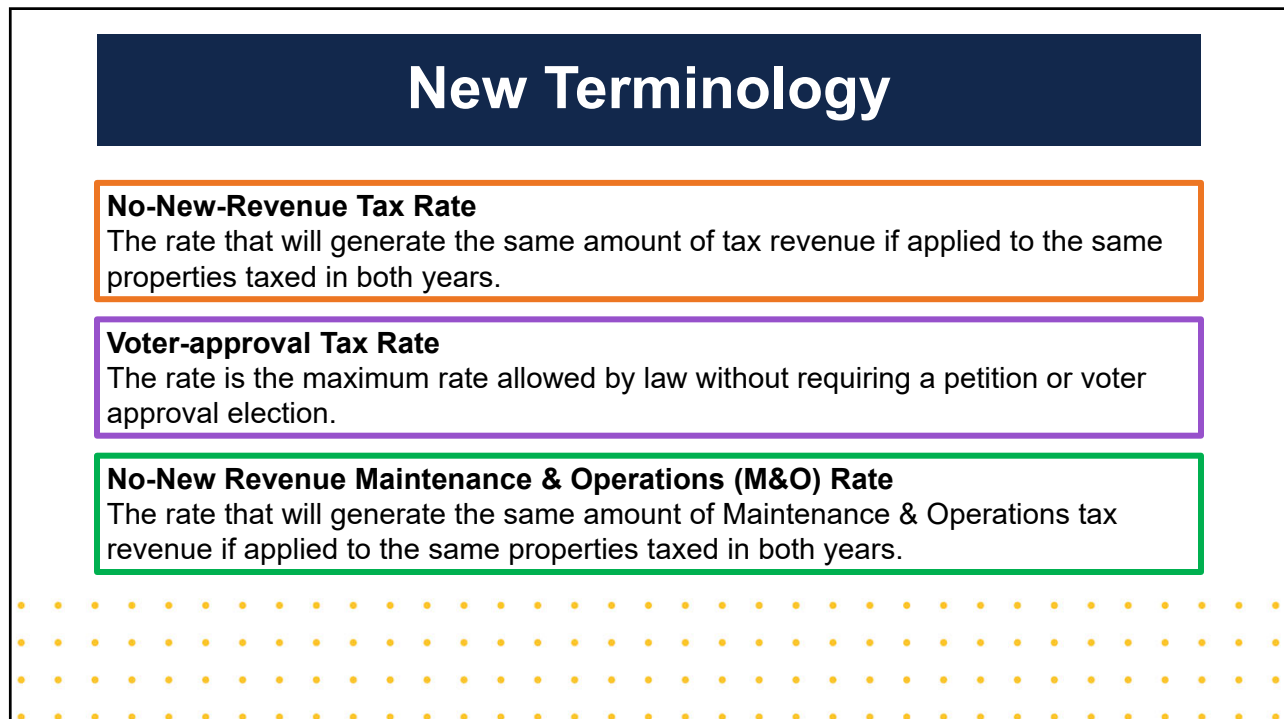 New Terminology
No-New-Revenue Tax Rate
The rate that will generate the same amount of tax revenue if applied to the same
properties taxed in both years.
Voter-approval Tax Rate
The rate is the maximum rate allowed by law without requiring a petition or voter
approval election.
No-New Revenue Maintenance & Operations (M&O) Rate
The rate that will generate the same amount of Maintenance & Operations tax
revenue if applied to the same properties taxed in both years.